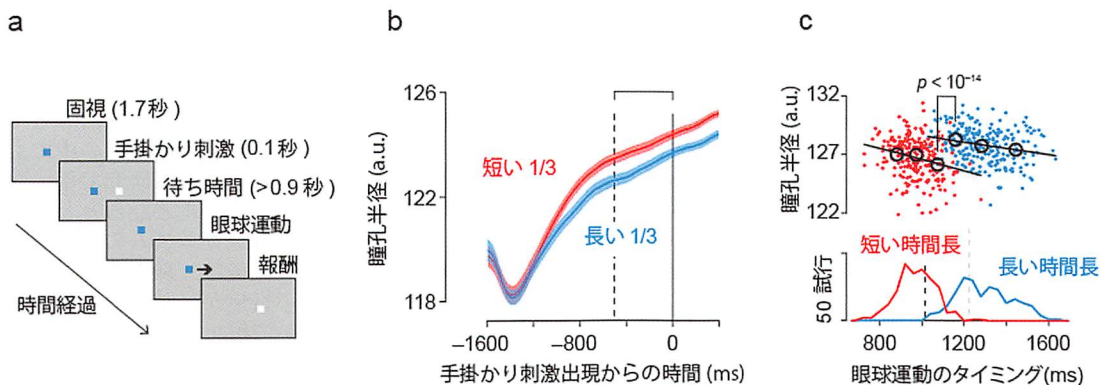 a
固視 (1.7秒 )
手掛かり刺激 (0.1 秒 )
待ち時間 (>0.9 秒 )
眼球運動
報酬
時間経過
b
瞳孔半径 (a.u.)
126
122
118
短い 1/3
長い 1/3
–1600
–800
0
手掛かり刺激出現からの時間 (ms)
c
p < 10⁻¹⁴
瞳孔半径 (a.u.)
131
127
122
短い時間長
長い時間長
50 試行
800
1200
1600
眼球運動のタイミング(ms)